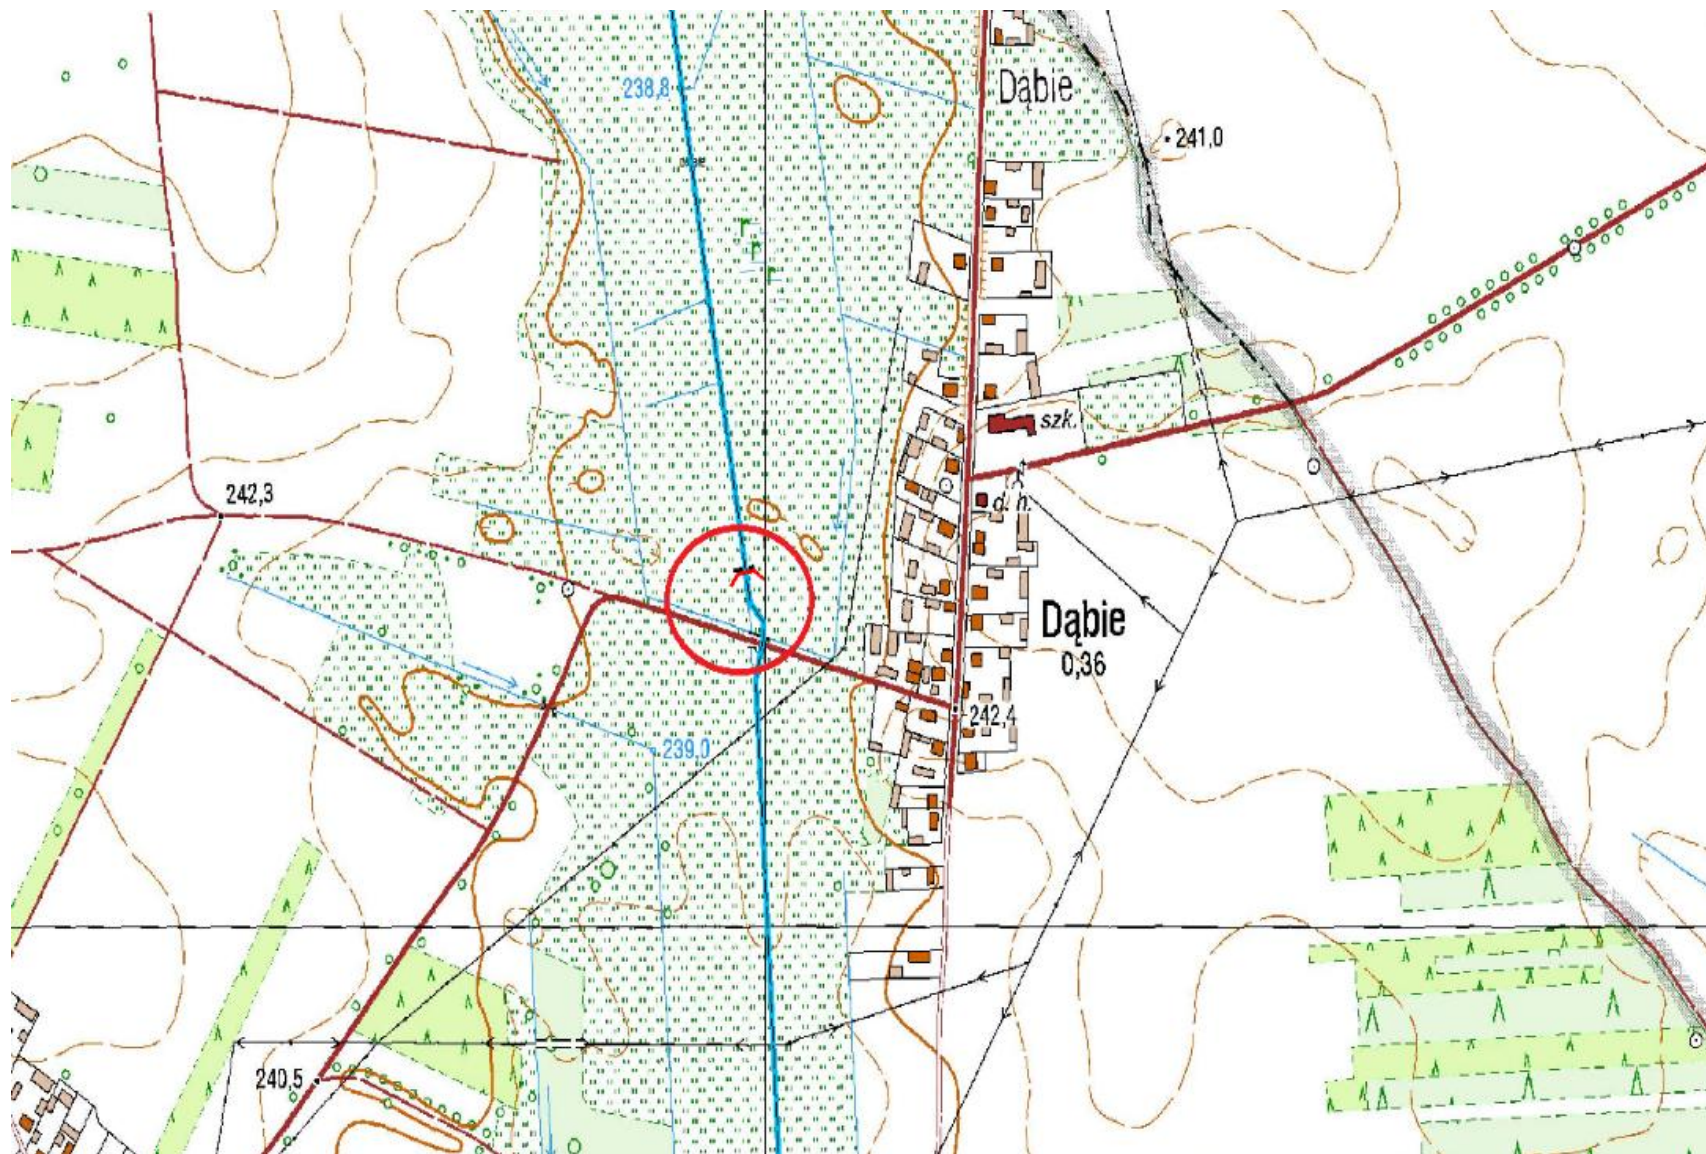 238,8
Dąbie
241,0
r
r
r
szk.
242,3
d. h.
Dąbie
0,36
242,4
239,0
240,5